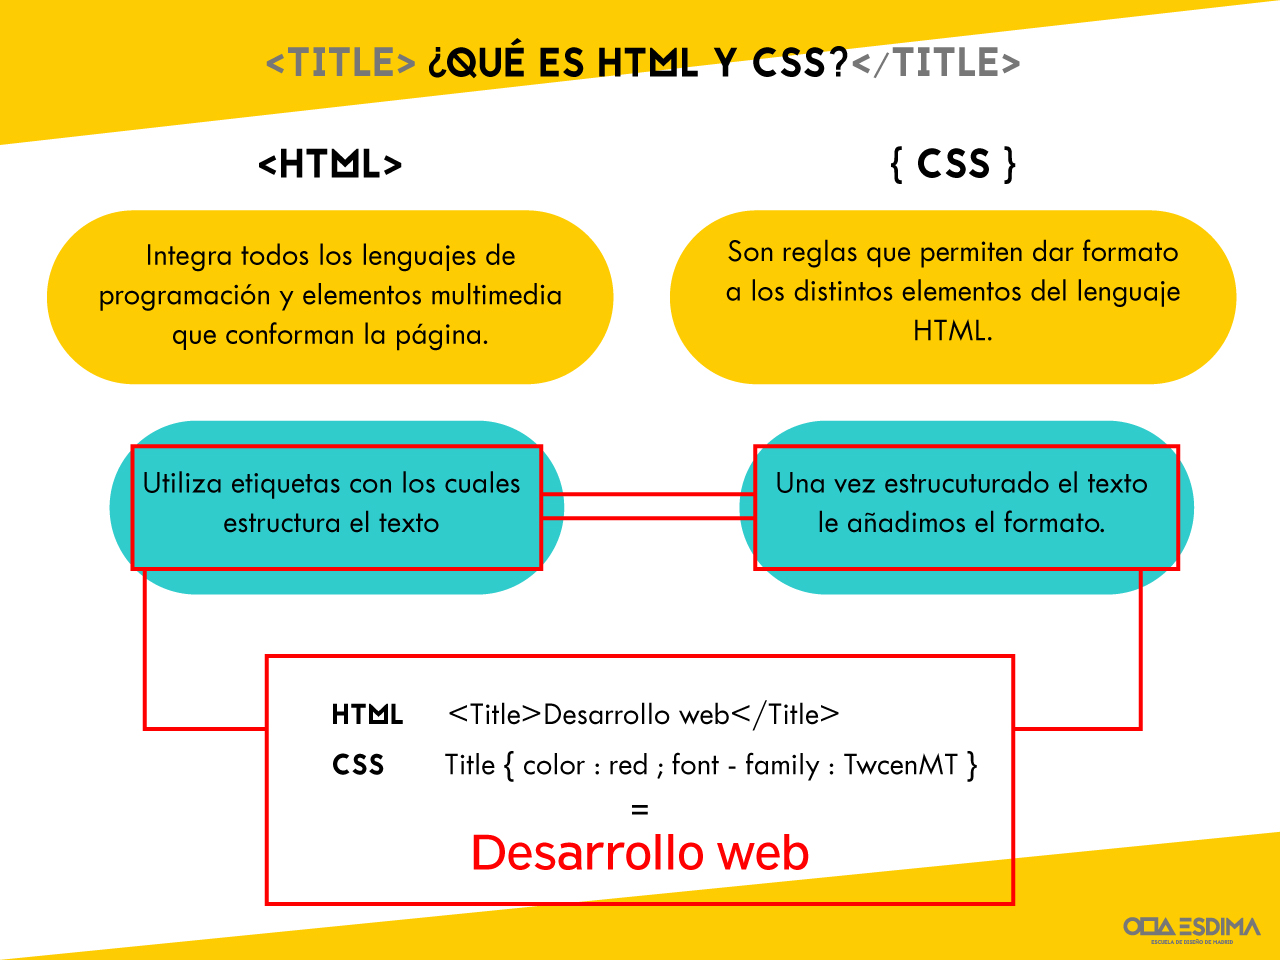 <TITLE> ¿QUÉ ES HTML Y CSS?</TITLE>
<HTML>
Integra todos los lenguajes de
programación y elementos multimedia
que conforman la página.
{ CSS }
Son reglas que permiten dar formato
a los distintos elementos del lenguaje
HTML.
Utiliza etiquetas con los cuales
estructura el texto
Una vez estrucuturado el texto
le añadimos el formato.
HTML <Title>Desarrollo web</Title>
CSS Title { color : red ; font - family : TwcenMT }
=
Desarrollo web
ESDIMA
ESCUELA DE DISEÑO DE MADRID